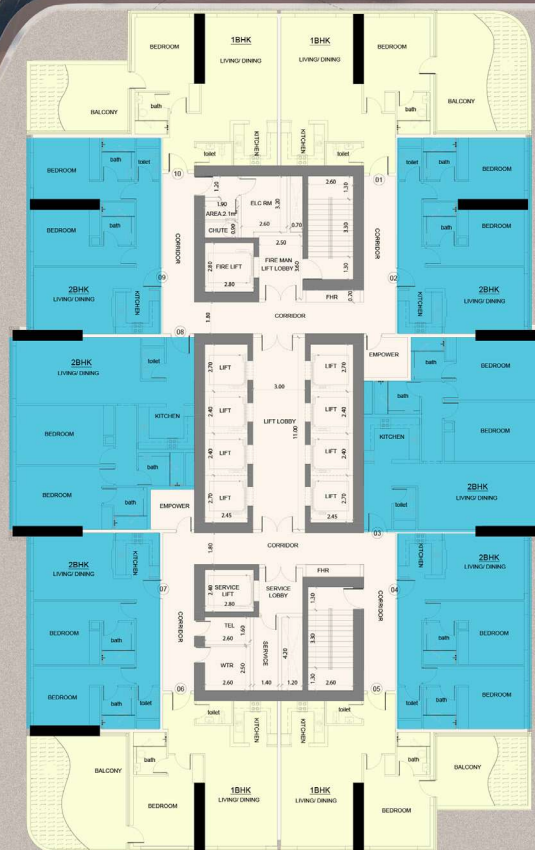 1BHK
LIVING/ DINING
BEDROOM
BALCONY
bath
toilet
KITCHEN
1BHK
LIVING/ DINING
BEDROOM
BALCONY
bath
toilet
KITCHEN
BEDROOM
bath
toilet
BEDROOM
bath
2BHK
LIVING/ DINING
KITCHEN
10
CORRIDOR
09
08
1.20
1.90
AREA:2.1m²
CHUTE
0.90
ELC RM
3.20
2.60
0.70
2.50
2.60
1.30
3.30
1.30
FIRE LIFT
2.80
2.80
FIRE MAN
LIFT LOBBY
3.60
FHR
0.70
1.80
CORRIDOR
01
CORRIDOR
02
toilet
bath
BEDROOM
bath
BEDROOM
KITCHEN
2BHK
LIVING/ DINING
EMPOWER
2BHK
LIVING/ DINING
toilet
KITCHEN
BEDROOM
BEDROOM
bath
bath
EMPOWER
LIFT
2.70
LIFT
2.40
LIFT
2.40
LIFT
2.70
2.45
3.00
LIFT LOBBY
11.00
LIFT
2.70
LIFT
2.40
LIFT
2.40
LIFT
2.70
2.45
bath
BEDROOM
bath
BEDROOM
KITCHEN
2BHK
LIVING/ DINING
toilet
03
1.80
CORRIDOR
2BHK
LIVING/ DINING
KITCHEN
07
CORRIDOR
BEDROOM
bath
BEDROOM
bath
toilet
06
SERVICE
LIFT
2.40
2.80
SERVICE
LOBBY
FHR
TEL
2.60
1.60
WTR
2.50
2.60
SERVICE
1.40
4.20
1.20
1.30
3.30
1.30
2.60
CORRIDOR
04
05
KITCHEN
2BHK
LIVING/ DINING
bath
BEDROOM
toilet
bath
BEDROOM
toilet
KITCHEN
BALCONY
bath
BEDROOM
1BHK
LIVING/ DINING
toilet
KITCHEN
1BHK
LIVING/ DINING
bath
BEDROOM
BALCONY